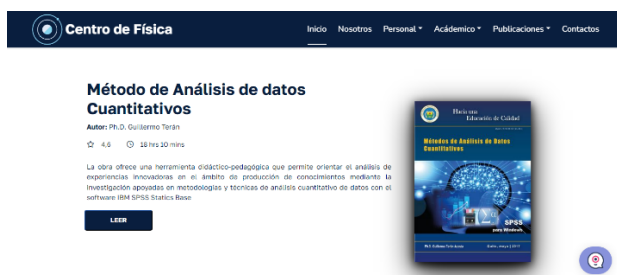 Centro de Física
Inicio Nosotros Personal Académico Publicaciones Contactos
Método de Análisis de datos
Cuantitativos
Autor: Ph.D. Guillermo Terán
4,6 18 hrs 10 mins
La obra ofrece una herramienta didáctico-pedagógica que permite orientar el análisis de
experiencias innovadoras en el ámbito de producción de conocimientos mediante la
investigación apoyadas en metodologías y técnicas de análisis cuantitativo de datos con el
software IBM SPSS Statics Base
LEER
Hacia una
Educación de Calidad
Métodos de Análisis de Datos
Cuantitativos
SPSS
para Windows